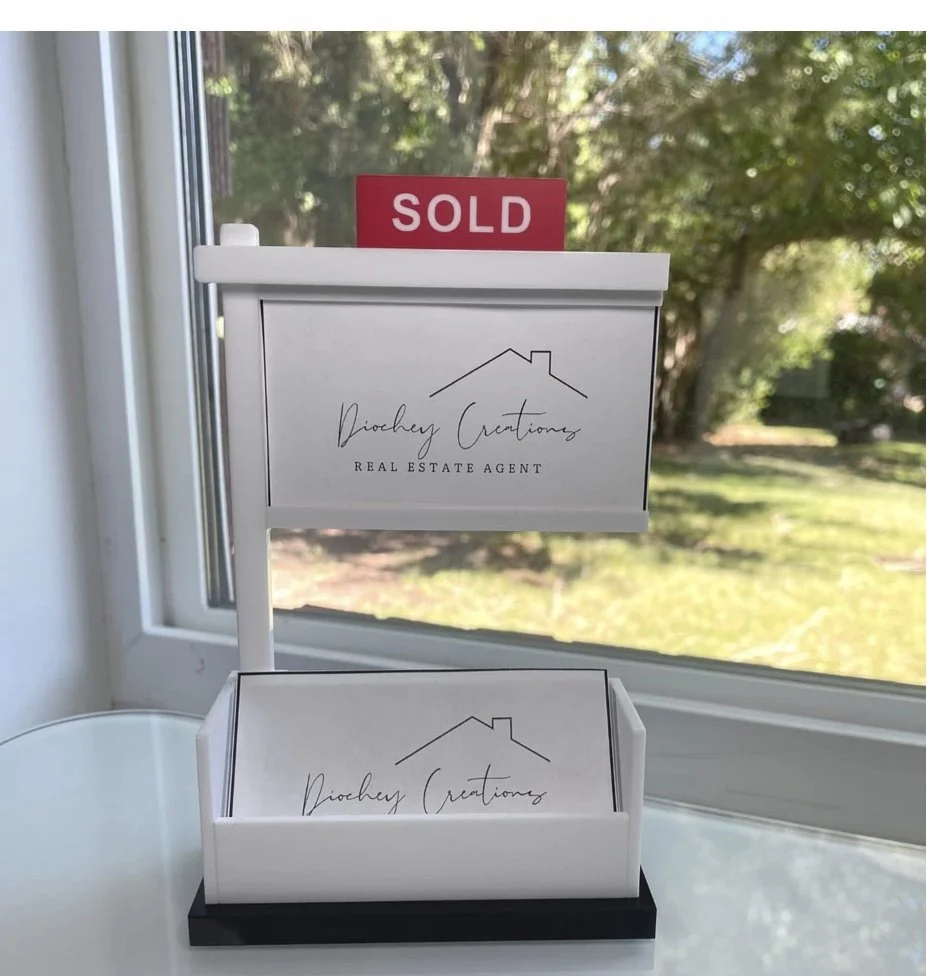 SOLD
Diochey Creations
REAL ESTATE AGENT
Diochey Creations